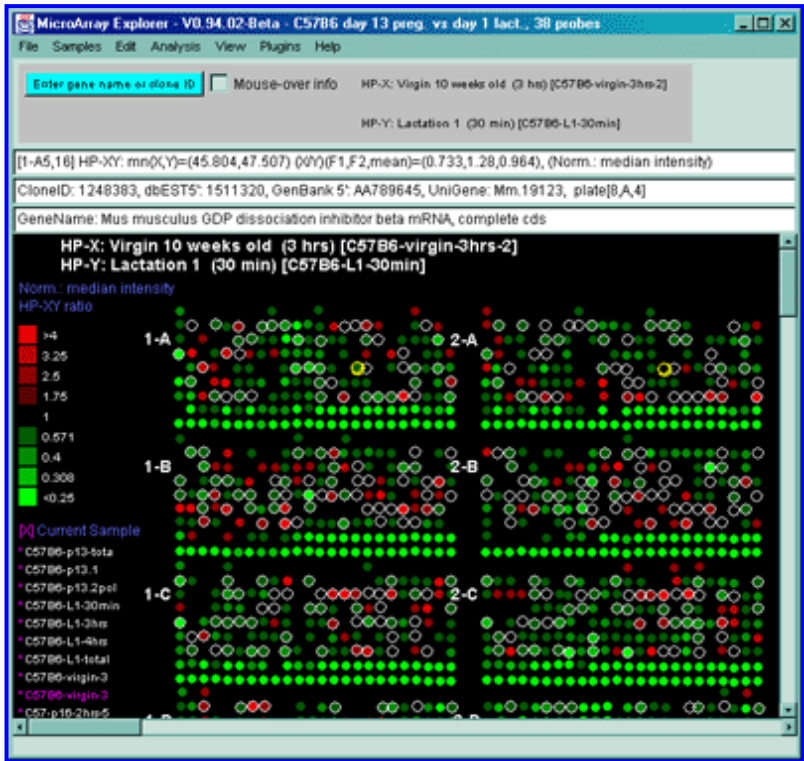 MicroArray Explorer - V0.94.02-Beta - C57B6 day 13 preg. vs day 1 lact., 38 probes
File Samples Edit Analysis View Plugins Help
Enter gene name or clone ID Mouse-over info HP-X: Virgin 10 weeks old (3 hrs) [C57B6-virgin-3hrs-2]
HP-Y: Lactation 1 (30 min) [C57B6-L1-30min]
[1-A5,16] HP-XY: mn(X,Y)=(45.804,47.507) (X/Y)(F1,F2,mean)=(0.733,1.28,0.964), (Norm.: median intensity)
CloneID: 1248383, dbEST5': 1511320, GenBank 5': AA789645, UniGene: Mm.19123, plate[8,A,4]
GeneName: Mus musculus GDP dissociation inhibitor beta mRNA, complete cds
HP-X: Virgin 10 weeks old (3 hrs) [C57B6-virgin-3hrs-2]
HP-Y: Lactation 1 (30 min) [C57B6-L1-30min]
Norm.: median intensity
HP-XY ratio
>4
3.25
2.5
1.75
1
0.571
0.4
0.308
<0.25
1-A 2-A
1-B 2-B
1-C 2-C
[X] Current Sample
* C57B6-p13-tota
* C57B6-p13.1
* C57B6-p13.2pol
* C57B6-L1-30min
* C57B6-L1-3hrs
* C57B6-L1-4hrs
* C57B6-L1-total
* C57B6-virgin-3
* C57B6-virgin-3
* C57-p16-2hrs-5